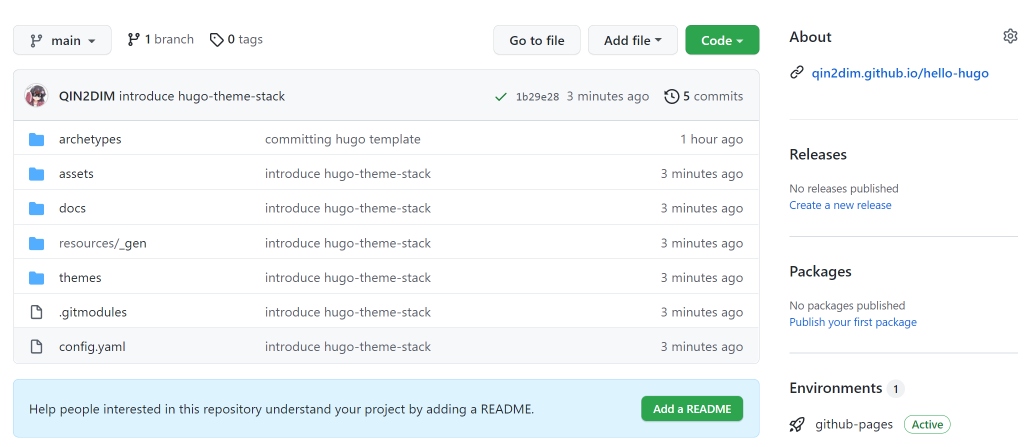 main
1 branch
0 tags
Go to file
Add file
Code
QIN2DIM introduce hugo-theme-stack
1b29e28 3 minutes ago
5 commits
archetypes committing hugo template 1 hour ago
assets introduce hugo-theme-stack 3 minutes ago
docs introduce hugo-theme-stack 3 minutes ago
resources/_gen introduce hugo-theme-stack 3 minutes ago
themes introduce hugo-theme-stack 3 minutes ago
.gitmodules introduce hugo-theme-stack 3 minutes ago
config.yaml introduce hugo-theme-stack 3 minutes ago
Help people interested in this repository understand your project by adding a README.
Add a README
About
qin2dim.github.io/hello-hugo
Releases
No releases published
Create a new release
Packages
No packages published
Publish your first package
Environments 1
github-pages Active